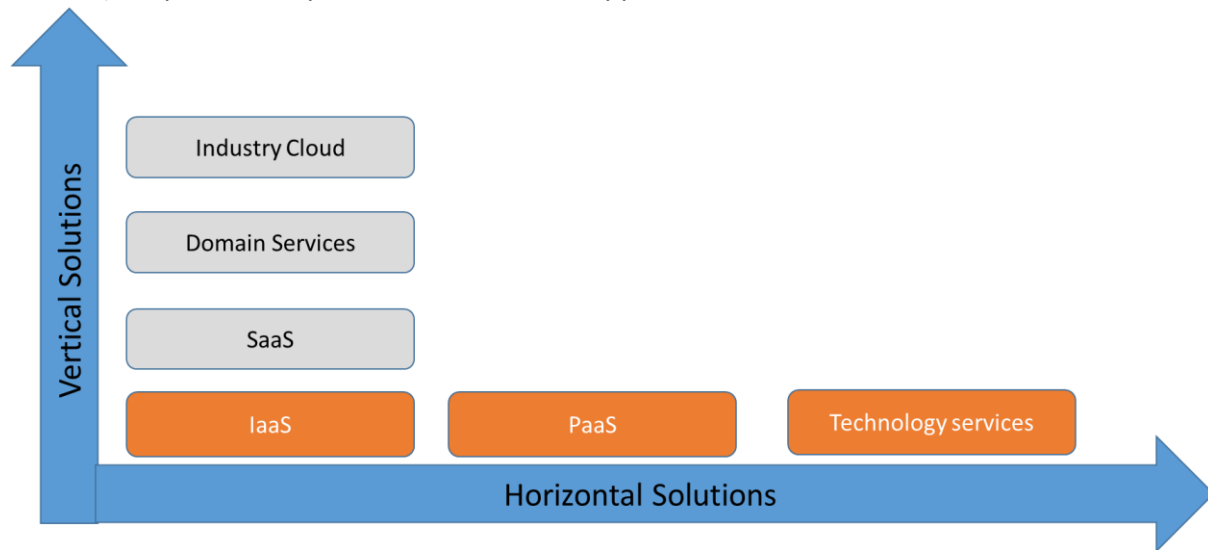 Industry Cloud
Domain Services
SaaS
Vertical Solutions
IaaS
PaaS
Technology services
Horizontal Solutions